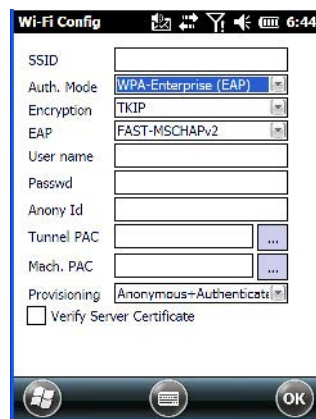 Wi-Fi Config 6:44
SSID
Auth. Mode WPA-Enterprise (EAP)
Encryption TKIP
EAP FAST-MSCHAPv2
User name
Passwd
Anony Id
Tunnel PAC ...
Mach. PAC ...
Provisioning Anonymous+Authenticate
Verify Server Certificate
OK